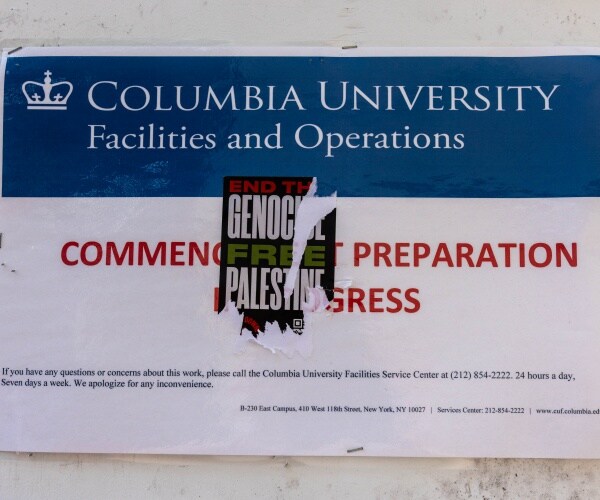 COLUMBIA UNIVERSITY
Facilities and Operations
END TH
GENOCIDE
FREE
PALESTINE
COMMENC T PREPARATION
GRESS
If you have any questions or concerns about this work, please call the Columbia University Facilities Service Center at (212) 854-2222. 24 hours a day,
Seven days a week. We apologize for any inconvenience.
B-230 East Campus, 410 West 118th Street, New York, NY 10027 | Services Center: 212-854-2222 | www.cuf.columbia.ed